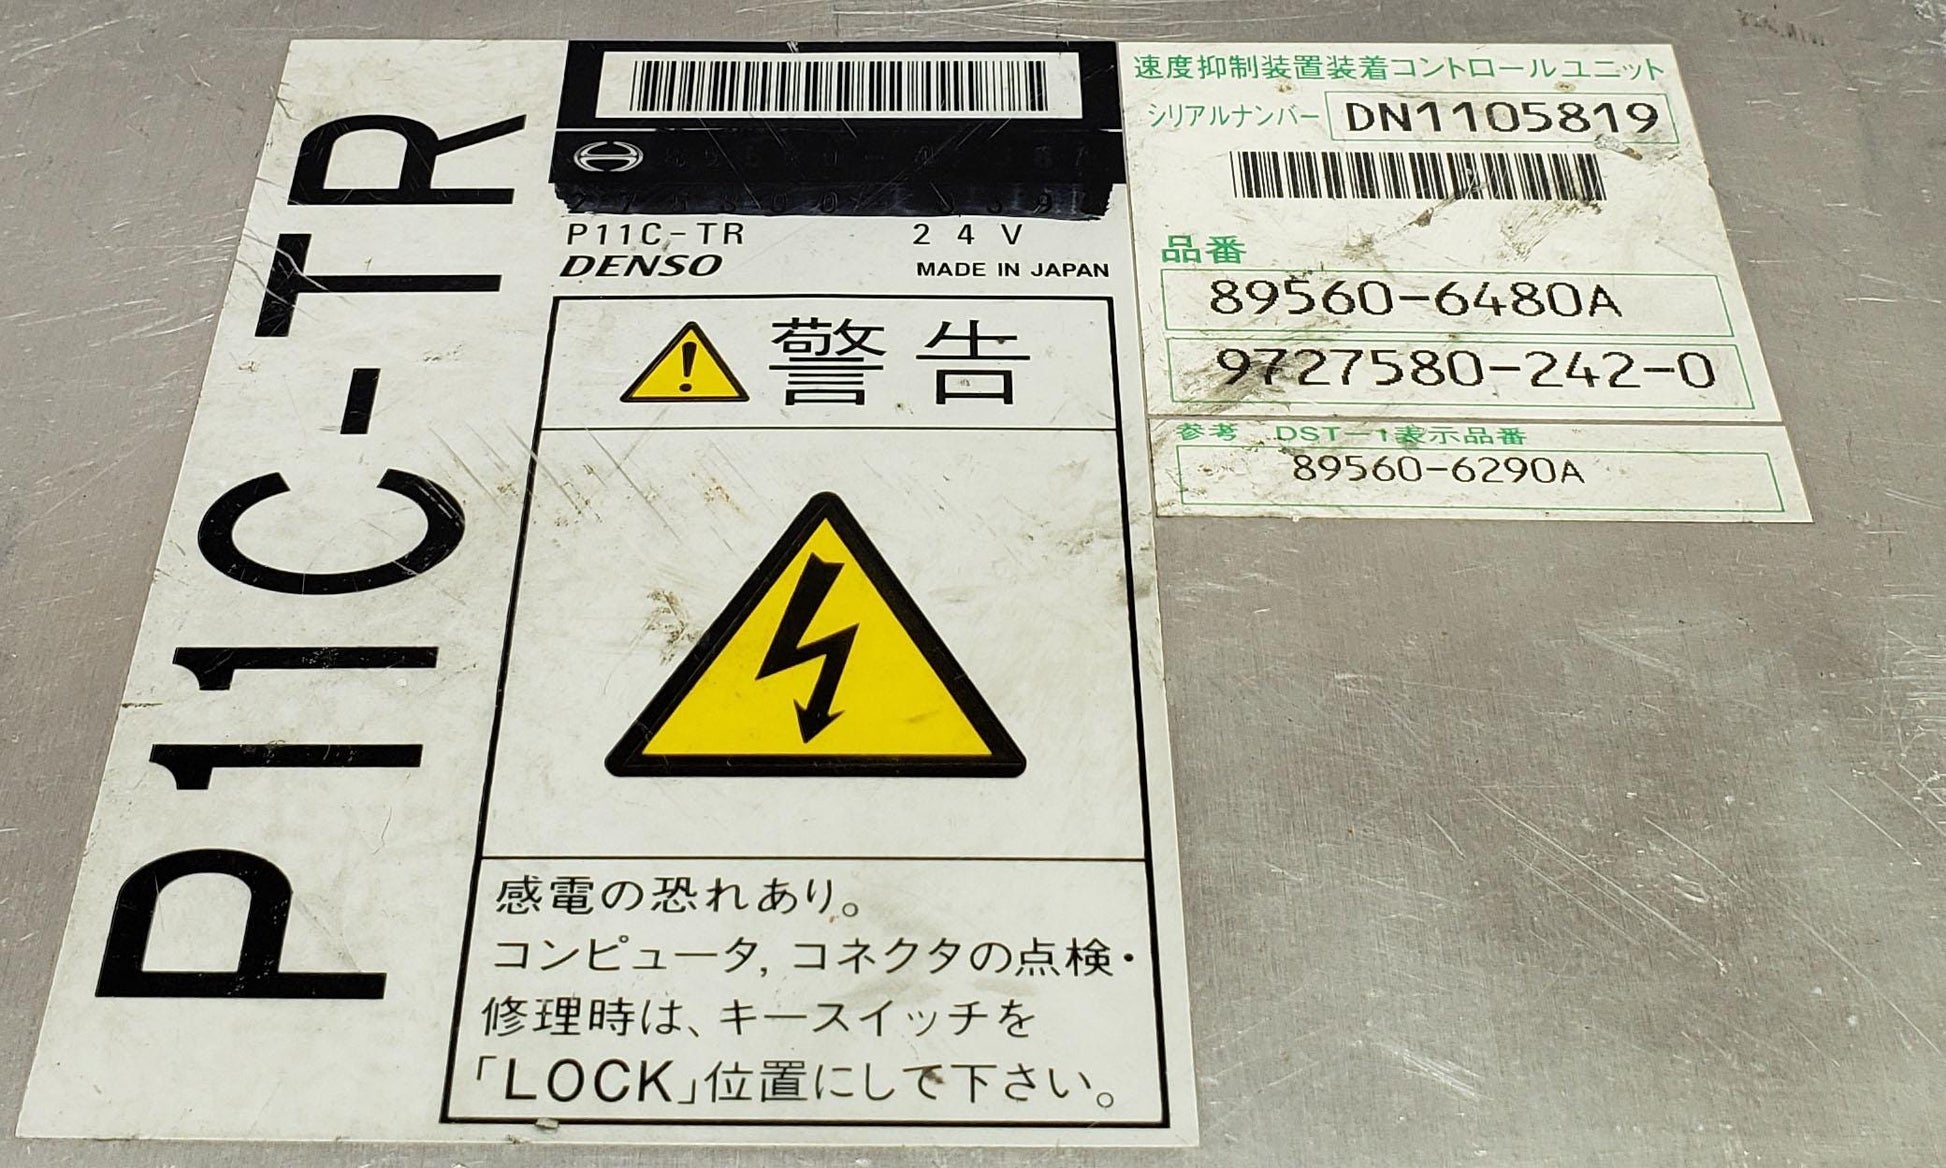 P11C-TR
P11C-TR 24V
DENSO MADE IN JAPAN
警告
感電の恐れあり。
コンピュータ,コネクタの点検・
修理時は、キースイッチを
「LOCK」位置にして下さい。
速度抑制装置装着コントロールユニット
シリアルナンバー DN1105819
品番
89560-6480A
9727580-242-0
参考 DST-1表示品番
89560-6290A